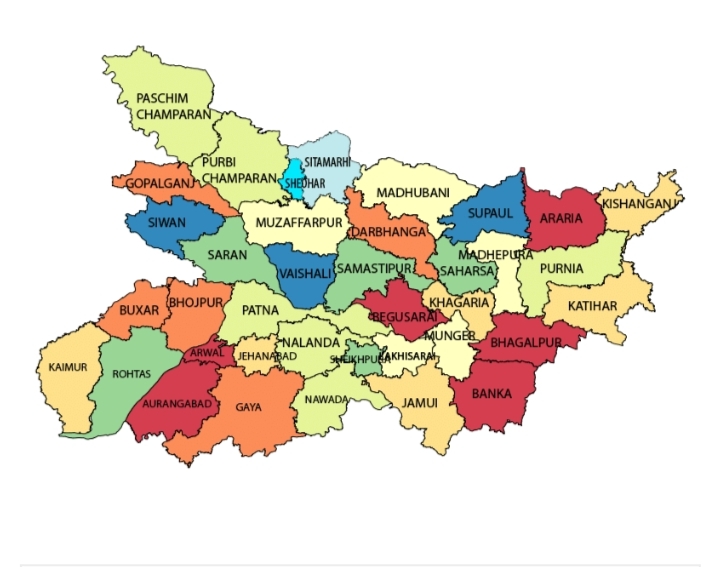 PASCHIM
CHAMPARAN
PURBI
CHAMPARAN
SITAMARHI
SHEDHAR
GOPALGANJ
MADHUBANI
KISHANGANJ
SIWAN
MUZAFFARPUR
DARBHANGA
SUPAUL
ARARIA
SARAN
VAISHALI
SAMASTIPUR
MADHEPURA
SAHARSA
PURNIA
BUXAR
BHOJPUR
PATNA
BEGUSARAI
KHAGARIA
KATIHAR
ARWAL
JEHANABAD
NALANDA
SHEIKHPURA
LAKHISARAI
MUNGER
BHAGALPUR
KAIMUR
ROHTAS
AURANGABAD
GAYA
NAWADA
JAMUI
BANKA